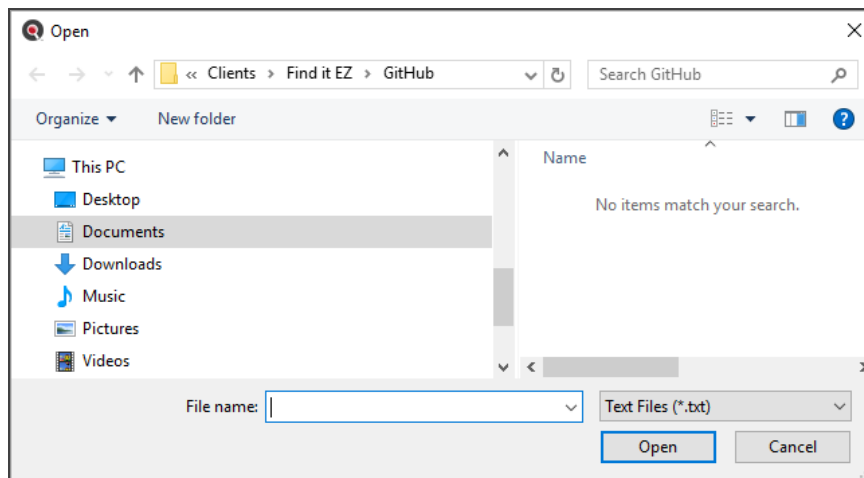 Open
« Clients > Find it EZ > GitHub
Search GitHub
Organize
New folder
This PC
Desktop
Documents
Downloads
Music
Pictures
Videos
Name
No items match your search.
File name:
Text Files (*.txt)
Open
Cancel